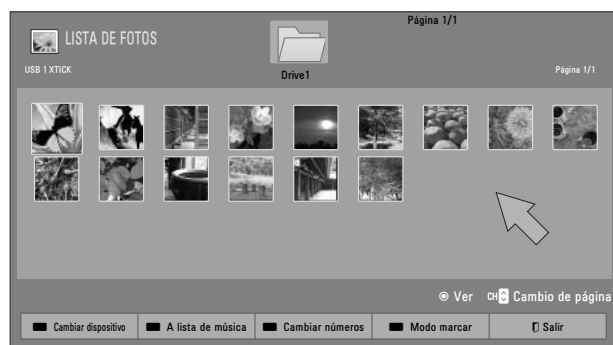 Página 1/1
LISTA DE FOTOS
USB 1 XTICK
Drive1
Página 1/1
Ver CH Cambio de página
Cambiar dispositivo A lista de música Cambiar números Modo marcar Salir